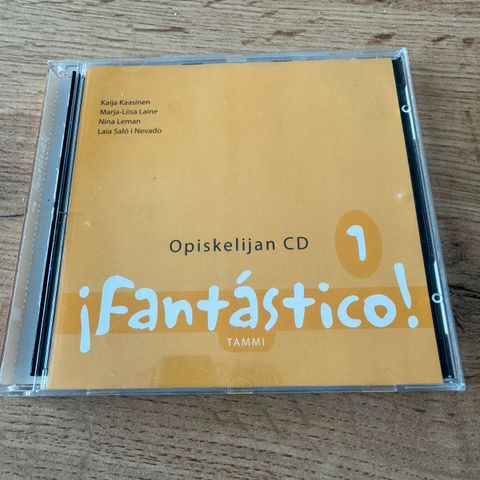 Kaija Kaasinen
Marja-Liisa Laine
Nina Leman
Laia Saló i Nevado
Opiskelijan CD
1
¡Fantástico!
TAMMI